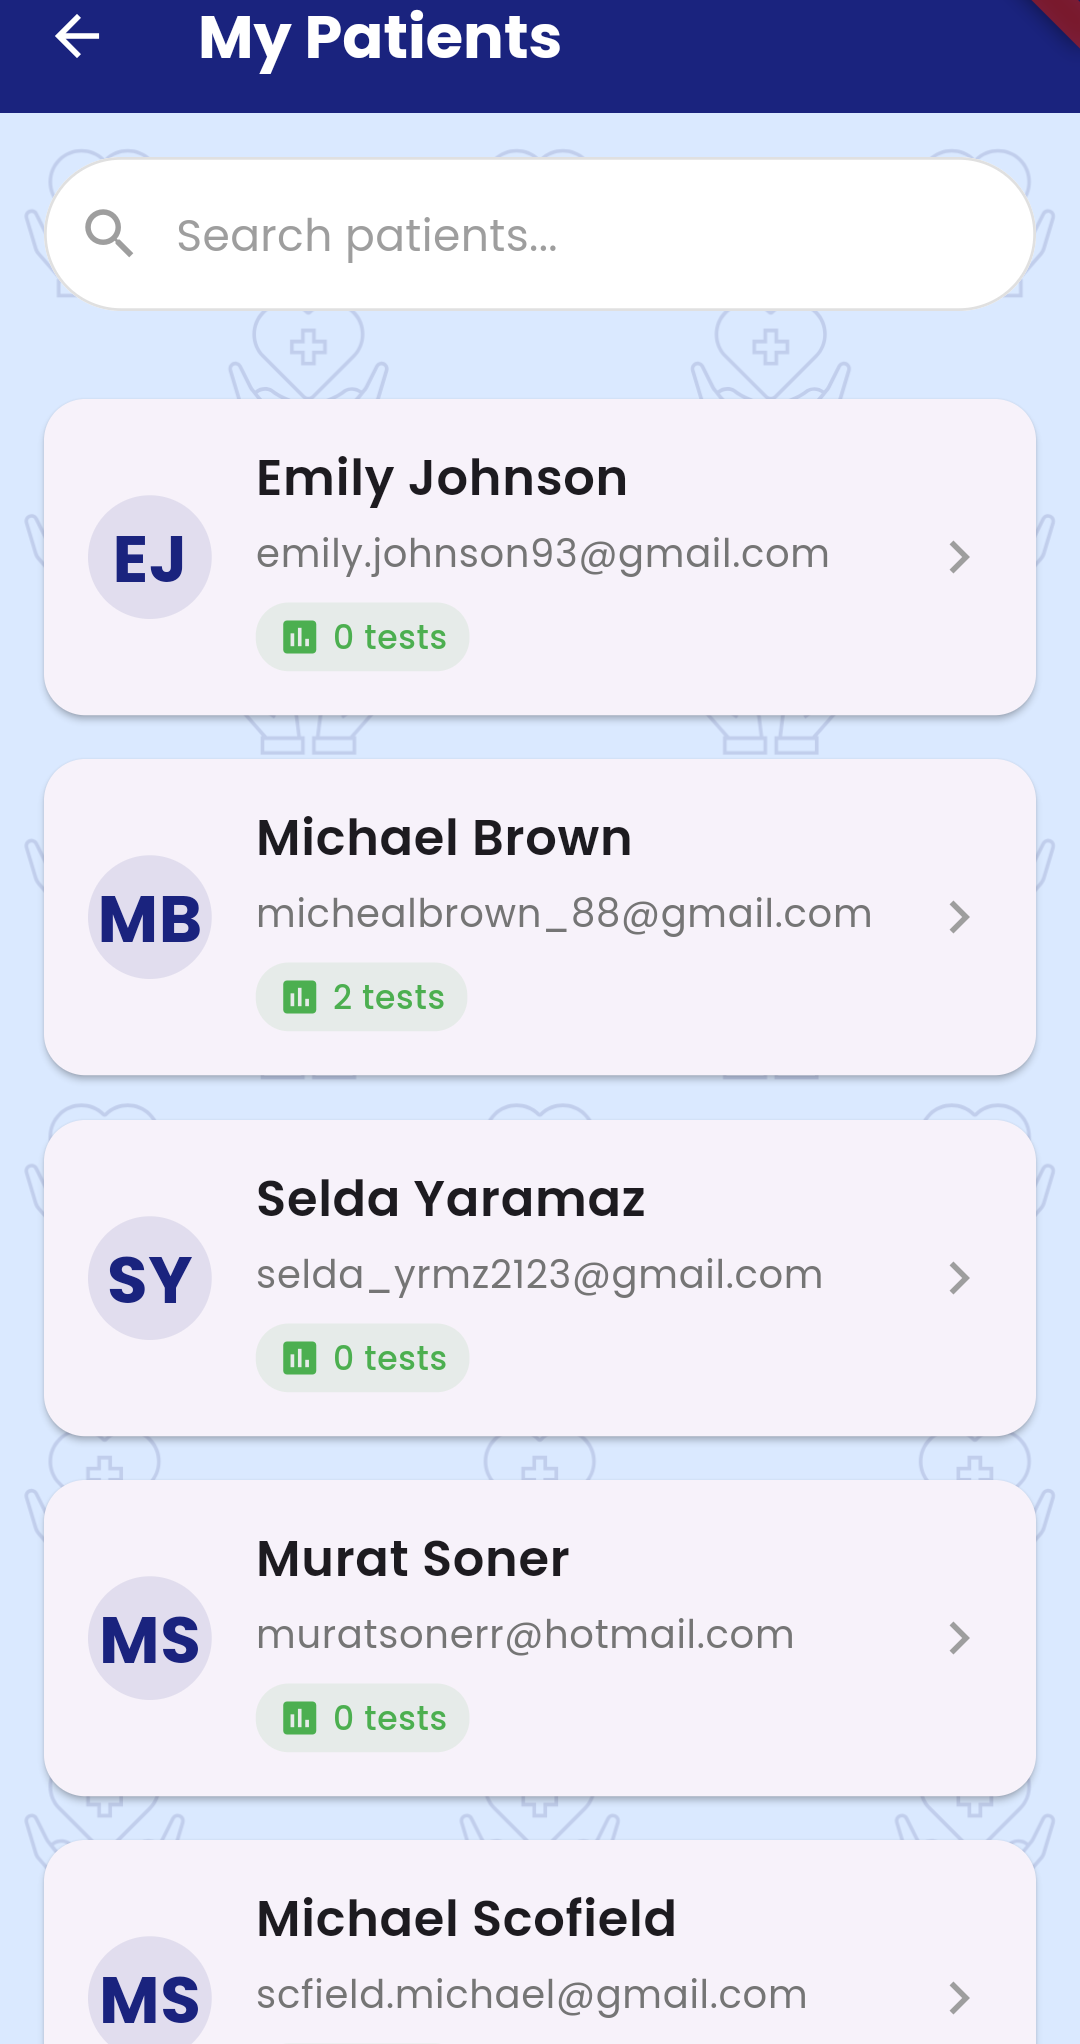 My Patients
Search patients...
Emily Johnson
EJ
emily.johnson93@gmail.com
0 tests
Michael Brown
MB
michealbrown_88@gmail.com
2 tests
Selda Yaramaz
SY
selda_yrmz2123@gmail.com
0 tests
Murat Soner
MS
muratsonerr@hotmail.com
0 tests
Michael Scofield
MS
scfield.michael@gmail.com